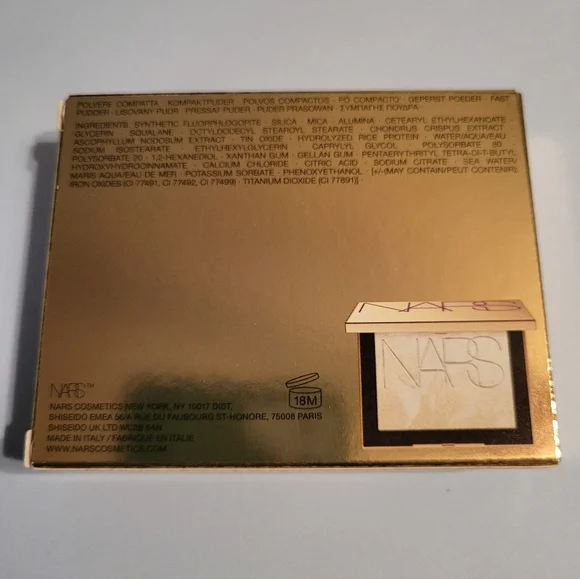 POLVERE COMPATTA · KOMPAKTPUDER · POLVOS COMPACTOS · PÓ COMPACTO · GEPERST POEDER · FAST
PUDDER · LISOVANÝ PUDR · PRESSAT PUDER · PUDER PRASOWAN · ΣΥΜΠΑΓΗΣ ΠΟΥΔΡΑ ·
INGREDIENTS: SYNTHETIC FLUORPHLOGOPITE · SILICA · MICA · ALUMINA · CETEARYL ETHYLHEXANOATE ·
GLYCERIN · SQUALANE · OCTYLDODECYL STEAROYL STEARATE · CHONDRUS CRISPUS EXTRACT ·
ASCOPHYLLUM NODOSUM EXTRACT · TIN OXIDE · HYDROLYZED RICE PROTEIN · WATER/AQUA/EAU ·
SODIUM ISOSTEARATE · ETHYLHEXYLGLYCERIN · CAPRYLYL GLYCOL · POLYSORBATE 80 ·
POLYSORBATE 20 · 1,2-HEXANEDIOL · XANTHAN GUM · GELLAN GUM · PENTAERYTHRITYL TETRA-DI-T-BUTYL
HYDROXYHYDROCINNAMATE · CALCIUM CHLORIDE · CITRIC ACID · SODIUM CITRATE · SEA WATER/
MARIS AQUA/EAU DE MER · POTASSIUM SORBATE · PHENOXYETHANOL · [+/-(MAY CONTAIN/PEUT CONTENIR):
IRON OXIDES (CI 77491, CI 77492, CI 77499) · TITANIUM DIOXIDE (CI 77891)] ·
NARS
NARS
NARS™
18M
NARS COSMETICS NEW YORK, NY 10017 DIST.
SHISEIDO EMEA 56/A RUE DU FAUBOURG ST-HONORE, 75008 PARIS
SHISEIDO UK LTD WC2B 6AN
MADE IN ITALY / FABRIQUÉ EN ITALIE
WWW.NARSCOSMETICS.COM